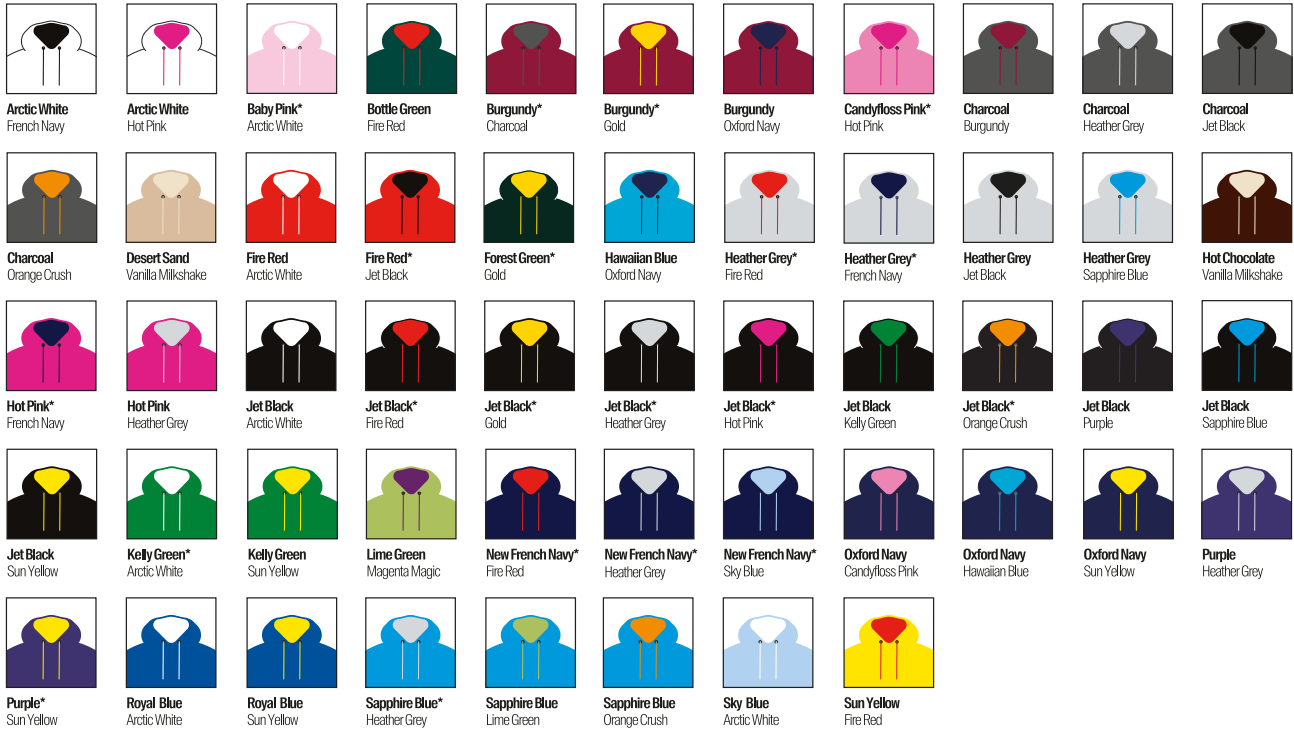 Arctic White
French Navy
Arctic White
Hot Pink
Baby Pink*
Arctic White
Bottle Green
Fire Red
Burgundy*
Charcoal
Burgundy*
Gold
Burgundy
Oxford Navy
Candyfloss Pink*
Hot Pink
Charcoal
Burgundy
Charcoal
Heather Grey
Charcoal
Jet Black
Charcoal
Orange Crush
Desert Sand
Vanilla Milkshake
Fire Red
Arctic White
Fire Red*
Jet Black
Forest Green*
Gold
Hawaiian Blue
Oxford Navy
Heather Grey*
Fire Red
Heather Grey*
French Navy
Heather Grey
Jet Black
Heather Grey
Sapphire Blue
Hot Chocolate
Vanilla Milkshake
Hot Pink*
French Navy
Hot Pink
Heather Grey
Jet Black
Arctic White
Jet Black*
Fire Red
Jet Black*
Gold
Jet Black*
Heather Grey
Jet Black*
Hot Pink
Jet Black
Kelly Green
Jet Black*
Orange Crush
Jet Black
Purple
Jet Black
Sapphire Blue
Jet Black
Sun Yellow
Kelly Green*
Arctic White
Kelly Green
Sun Yellow
Lime Green
Magenta Magic
New French Navy*
Fire Red
New French Navy*
Heather Grey
New French Navy*
Sky Blue
Oxford Navy
Candyfloss Pink
Oxford Navy
Hawaiian Blue
Oxford Navy
Sun Yellow
Purple
Heather Grey
Purple*
Sun Yellow
Royal Blue
Arctic White
Royal Blue
Sun Yellow
Sapphire Blue*
Heather Grey
Sapphire Blue
Lime Green
Sapphire Blue
Orange Crush
Sky Blue
Arctic White
Sun Yellow
Fire Red